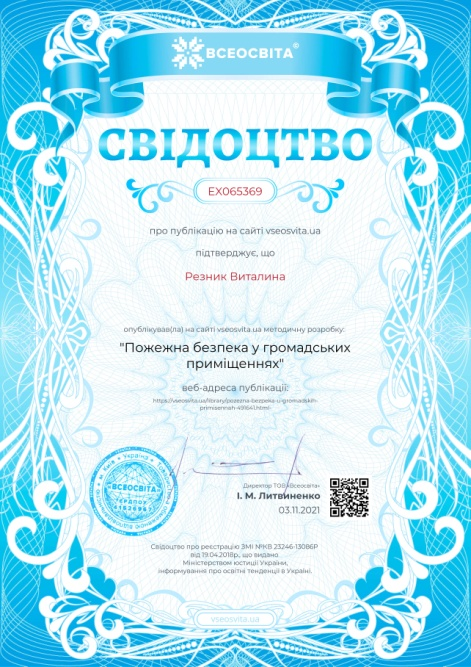 ВСЕОСВІТА®
СВІДОЦТВО
EX065369
про публікацію на сайті vseosvita.ua
підтверджує, що
Резник Виталина
опублікував(ла) на сайті vseosvita.ua методичну розробку:
"Пожежна безпека у громадських
приміщеннях"
веб-адреса публікації:
https://vseosvita.ua/library/pozezna-bezpeka-u-gromadskih-
primisennah-491641.html
Директор ТОВ «Всеосвіта»
І. М. Литвиненко
03.11.2021
ВСЕОСВІТА
Свідоцтво про реєстрацію ЗМІ №КВ 23246-13086Р
від 19.04.2018р., що видано
Міністерством юстиції України,
інформування про освітні тенденції в Україні.
vseosvita.ua